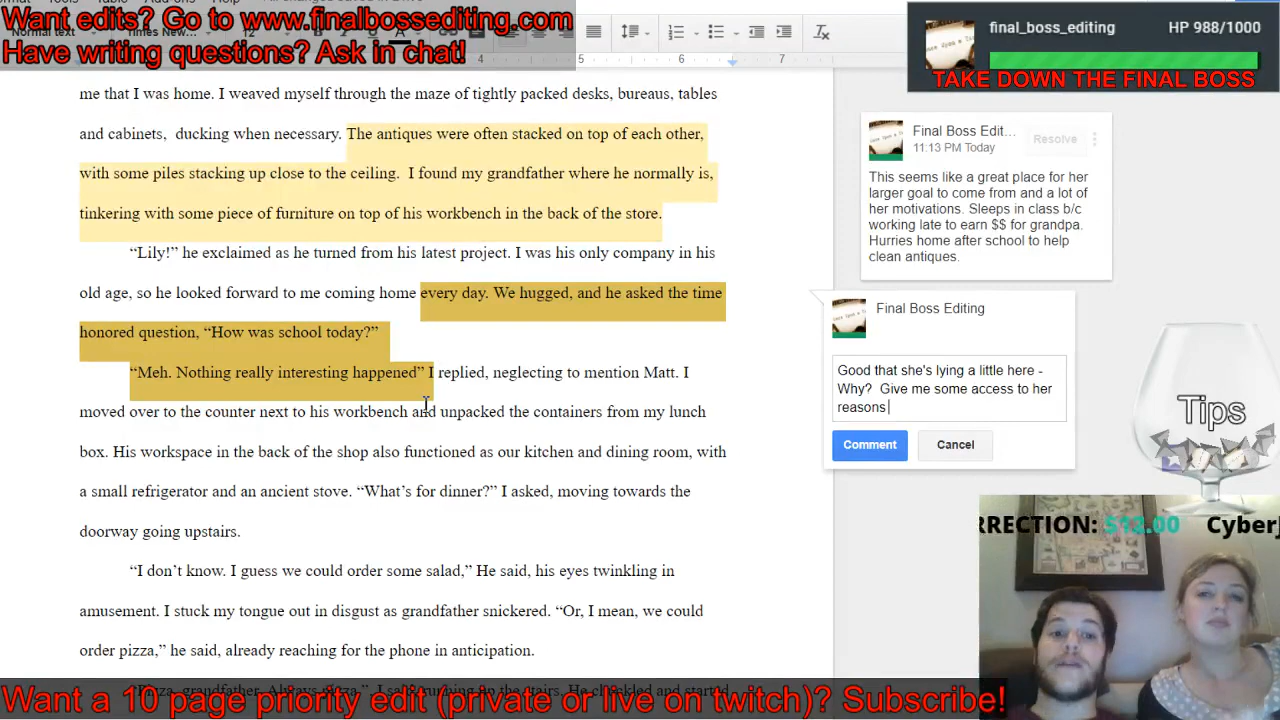 Want edits? Go to www.finalbossediting.com
Have writing questions? Ask in chat!
4 5 6 7
final_boss_editing HP 988/1000
TAKE DOWN THE FINAL BOSS
me that I was home. I waved myself through the maze of tightly packed desks, bureaus, tables
and cabinets,  ducking when necessary. The antiques were often stacked on top of each other,
with some piles stacking up close to the ceiling.  I found my grandfather where he normally is,
tinkering with some piece of furniture on top of his workbench in the back of the store.
“Lily!” he exclaimed as he turned from his latest project. I was his only company in his
old age, so he looked forward to me coming home every day. We hugged, and he asked the time
honored question, “How was school today?”
“Meh. Nothing really interesting happened” I replied, neglecting to mention Matt. I
moved over to the counter next to his workbench and unpacked the containers from my lunch
box. His workspace in the back of the shop also functioned as our kitchen and dining room, with
a small refrigerator and an ancient stove. “What’s for dinner?” I asked, moving towards the
doorway going upstairs.
“I don’t know. I guess we could order some salad,” He said, his eyes twinkling in
amusement. I stuck my tongue out in disgust as grandfather snickered. “Or, I mean, we could
order pizza,” he said, already reaching for the phone in anticipation.
Final Boss Edit...
11:13 PM Today
Resolve
This seems like a great place for her
larger goal to come from and a lot of
her motivations. Sleeps in class b/c
working late to earn $$ for grandpa.
Hurries home after school to help
clean antiques.
Final Boss Editing
Good that she's lying a little here -
Why?  Give me some access to her
reasons
Comment Cancel
Tips
RRECTION: $12.00 Cyber
Want a 10 page priority edit (private or live on twitch)? Subscribe!